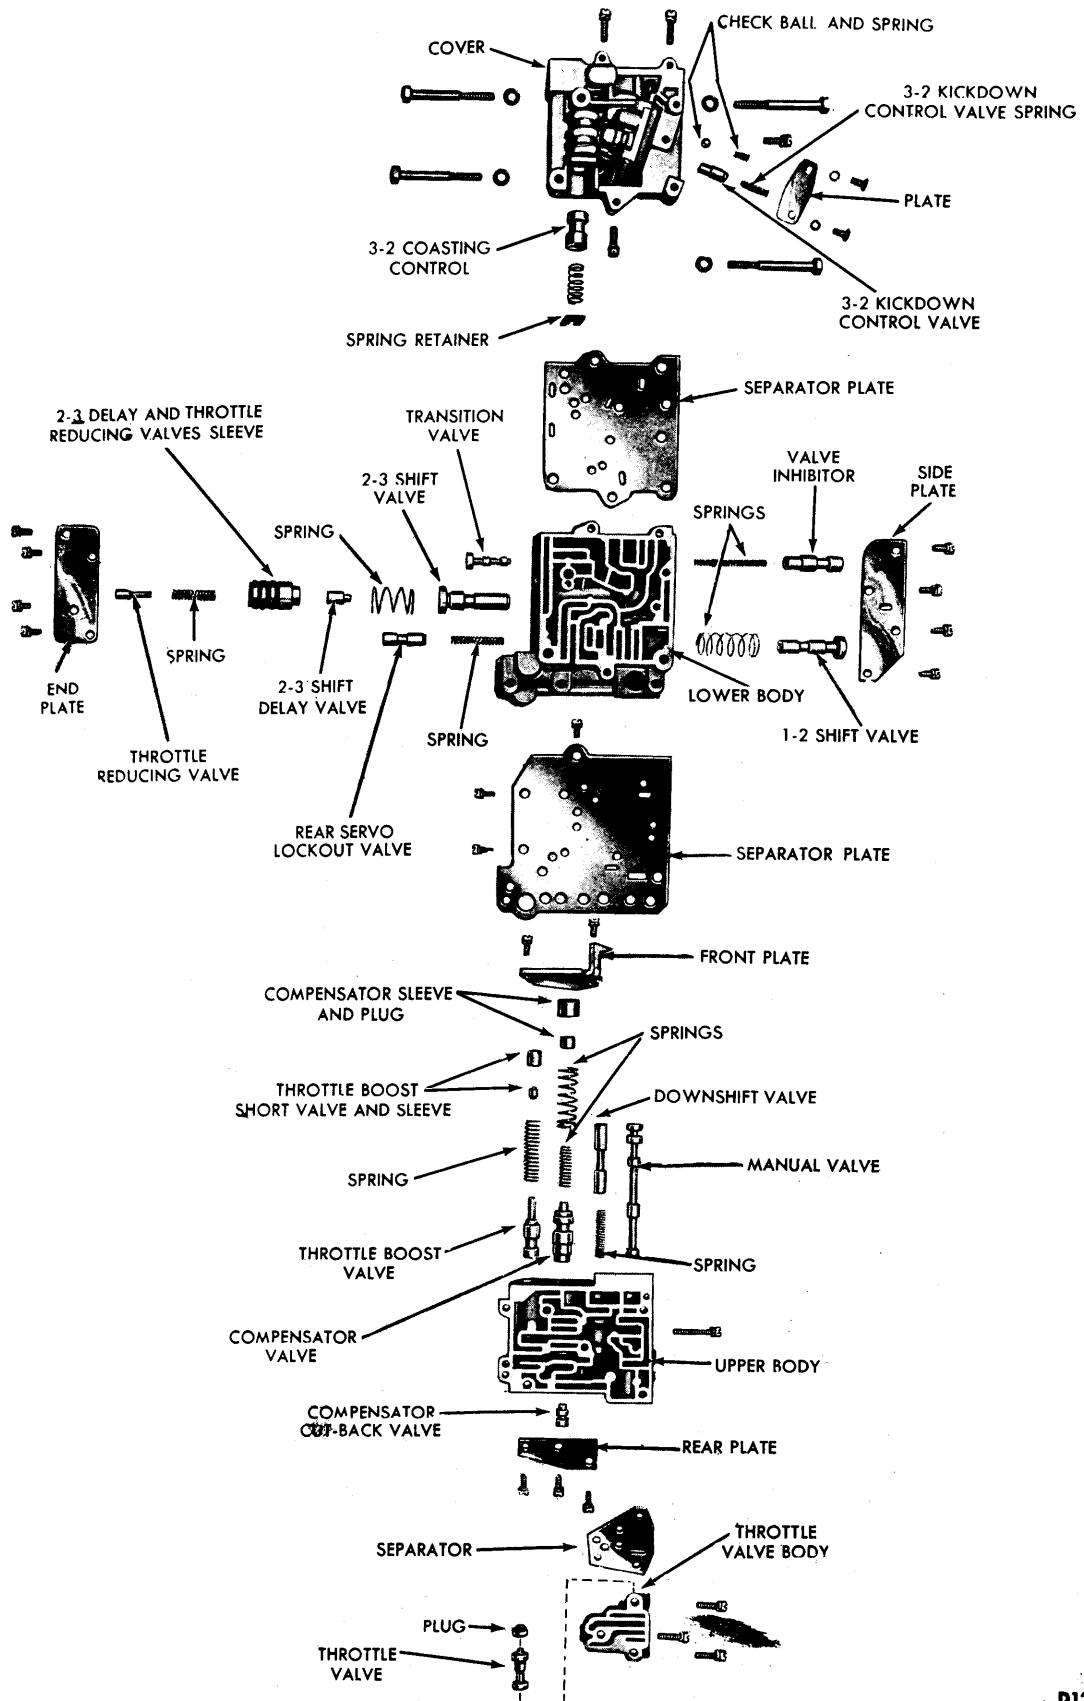 CHECK BALL AND SPRING
COVER
3-2 KICKDOWN
CONTROL VALVE SPRING
PLATE
3-2 COASTING
CONTROL
3-2 KICKDOWN
CONTROL VALVE
SPRING RETAINER
SEPARATOR PLATE
2-3 DELAY AND THROTTLE
REDUCING VALVES SLEEVE
TRANSITION
VALVE
VALVE
INHIBITOR
SIDE
PLATE
2-3 SHIFT
VALVE
SPRINGS
SPRING
SPRING
END
PLATE
2-3 SHIFT
DELAY VALVE
LOWER BODY
SPRING
1-2 SHIFT VALVE
THROTTLE
REDUCING VALVE
REAR SERVO
LOCKOUT VALVE
SEPARATOR PLATE
FRONT PLATE
COMPENSATOR SLEEVE
AND PLUG
SPRINGS
THROTTLE BOOST
SHORT VALVE AND SLEEVE
DOWNSHIFT VALVE
MANUAL VALVE
SPRING
THROTTLE BOOST
VALVE
SPRING
COMPENSATOR
VALVE
UPPER BODY
COMPENSATOR
CUT-BACK VALVE
REAR PLATE
SEPARATOR
THROTTLE
VALVE BODY
PLUG
THROTTLE
VALVE